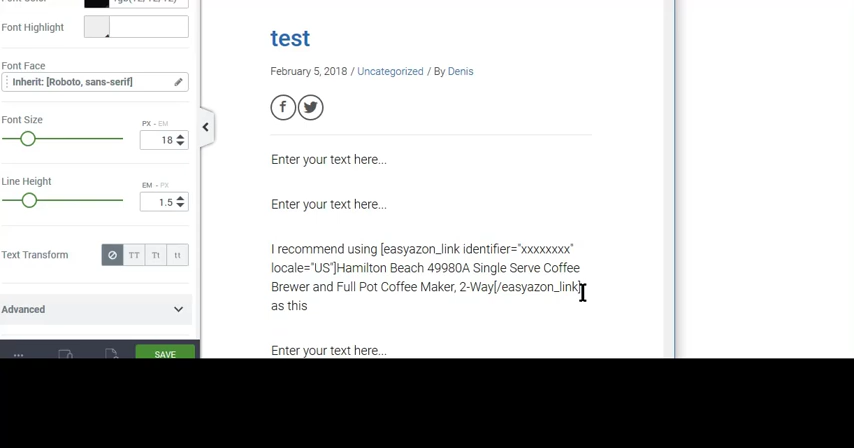 Font Highlight
Font Face
Inherit: [Roboto, sans-serif]
Font Size
PX - EM
18
Line Height
EM - PX
1.5
Text Transform
TT
Tt
tt
Advanced
SAVE
test
February 5, 2018 / Uncategorized / By Denis
Enter your text here...
Enter your text here...
I recommend using [easyazon_link identifier="xxxxxxxx"
locale="US"]Hamilton Beach 49980A Single Serve Coffee
Brewer and Full Pot Coffee Maker, 2-Way[/easyazon_link]
as this
Enter your text here...